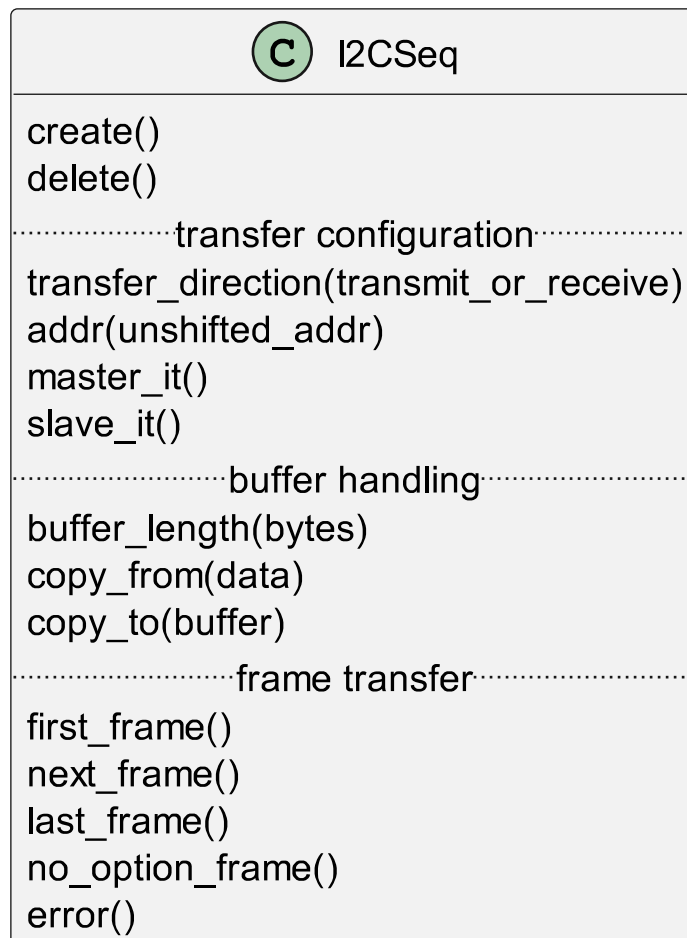 C I2CSeq
create()
delete()
transfer configuration
transfer_direction(transmit_or_receive)
addr(unshifted_addr)
master_it()
slave_it()
buffer handling
buffer_length(bytes)
copy_from(data)
copy_to(buffer)
frame transfer
first_frame()
next_frame()
last_frame()
no_option_frame()
error()